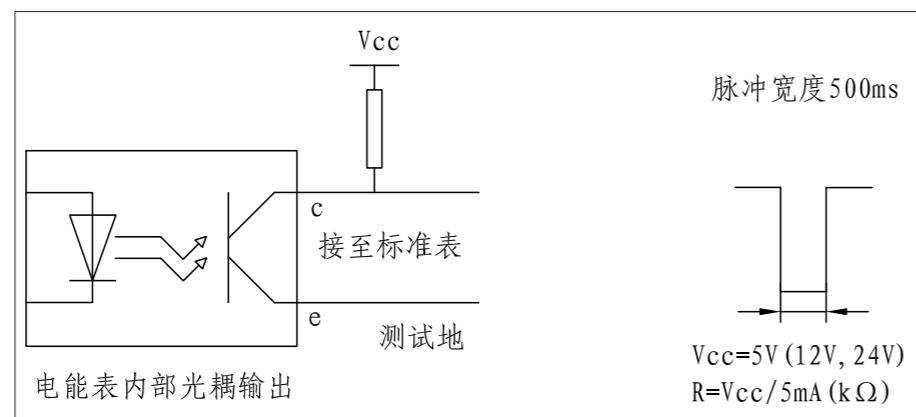 Vcc
脉冲宽度500ms
c
接至标准表
e
测试地
电能表内部光耦输出
Vcc=5V(12V,24V)
R=Vcc/5mA(kΩ)